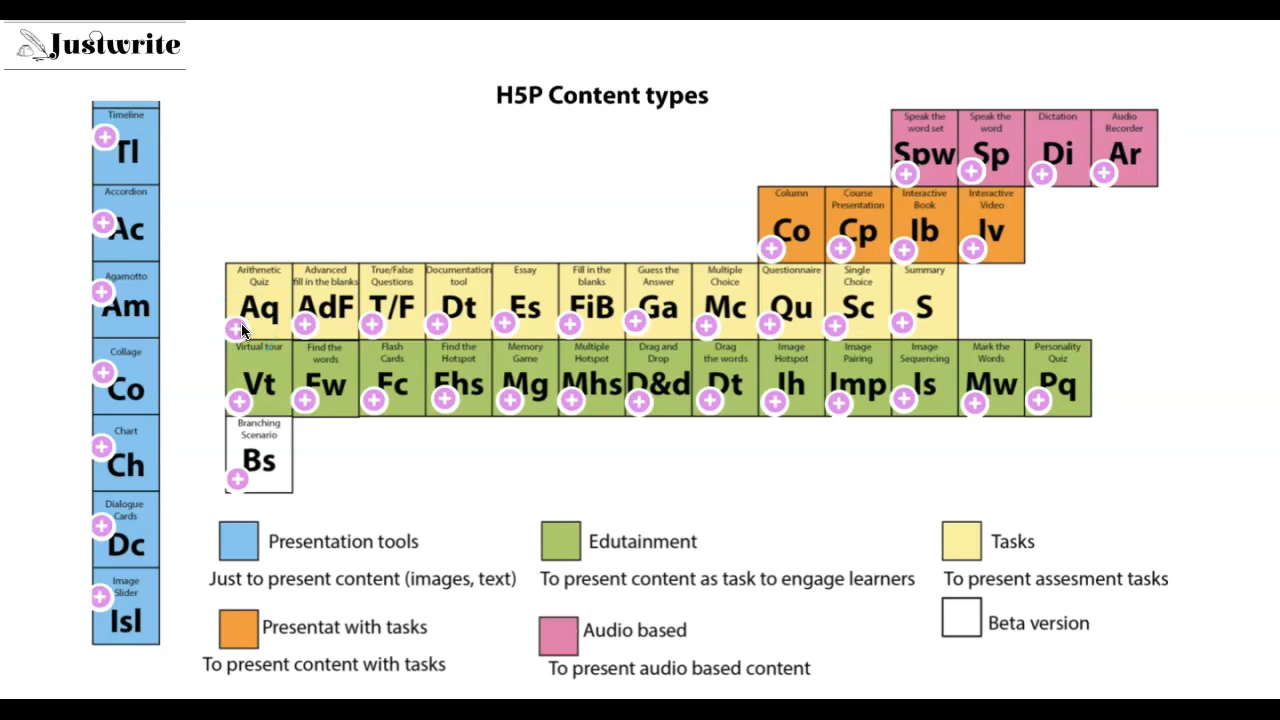 Justwrite
H5P Content types
Timeline
Tl
Accordion
Ac
Agamotto
Am
Collage
Co
Chart
Ch
Dialogue
Cards
Dc
Image
Slider
Isl
Speak the
word set
Spw
Speak the
word
Sp
Dictation
Di
Audio
Recorder
Ar
Column
Co
Course
Presentation
Cp
Interactive
Book
Ib
Interactive
Video
Iv
Arithmetic
Quiz
Aq
Advanced
fill in the blanks
AdF
True/False
Questions
T/F
Documentation
tool
Dt
Essay
Es
Fill in the
blanks
FiB
Guess the
Answer
Ga
Multiple
Choice
Mc
Questionnaire
Qu
Single
Choice
Sc
Summary
S
Virtual tour
Vt
Find the
words
Fw
Flash
Cards
Fc
Find the
Hotspot
Fhs
Memory
Game
Mg
Multiple
Hotspot
Mhs
Drag and
Drop
D&d
Drag
the words
Dt
Image
Hotspot
Ih
Image
Pairing
Imp
Image
Sequencing
Is
Mark the
Words
Mw
Personality
Quiz
Pq
Branching
Scenario
Bs
Presentation tools
Just to present content (images, text)
Edutainment
To present content as task to engage learners
Tasks
To present assesment tasks
Presentat with tasks
To present content with tasks
Audio based
To present audio based content
Beta version